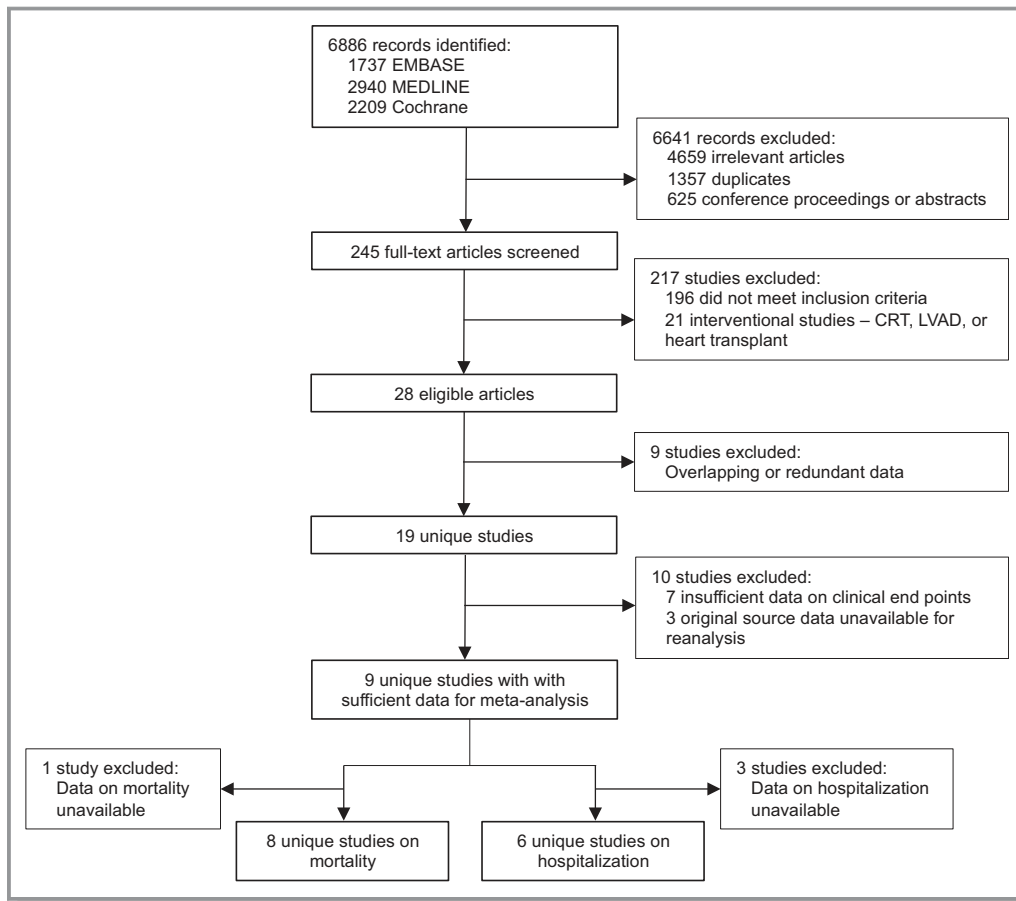 6886 records identified:
1737 EMBASE
2940 MEDLINE
2209 Cochrane
6641 records excluded:
4659 irrelevant articles
1357 duplicates
625 conference proceedings or abstracts
245 full-text articles screened
217 studies excluded:
196 did not meet inclusion criteria
21 interventional studies – CRT, LVAD, or
heart transplant
28 eligible articles
9 studies excluded:
Overlapping or redundant data
19 unique studies
10 studies excluded:
7 insufficient data on clinical end points
3 original source data unavailable for
reanalysis
9 unique studies with with
sufficient data for meta-analysis
1 study excluded:
Data on mortality
unavailable
3 studies excluded:
Data on hospitalization
unavailable
8 unique studies on
mortality
6 unique studies on
hospitalization